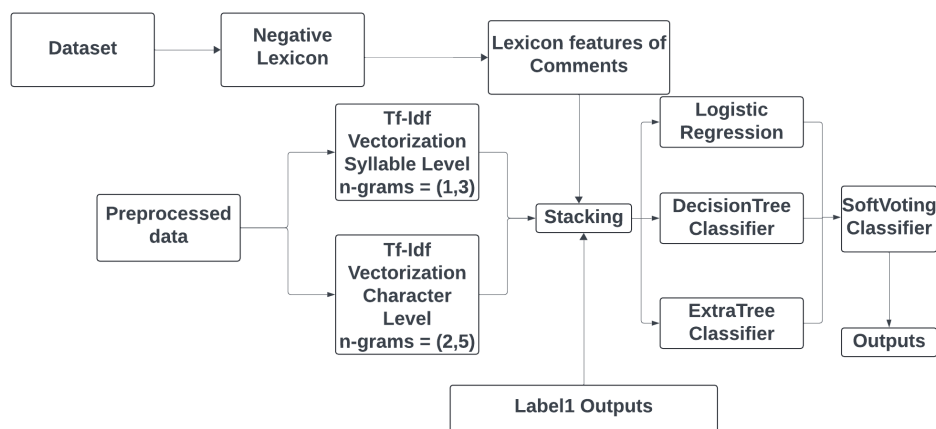 Dataset
Negative
Lexicon
Lexicon features of
Comments
Tf-Idf
Vectorization
Syllable Level
n-grams = (1,3)
Preprocessed
data
Tf-Idf
Vectorization
Character
Level
n-grams = (2,5)
Stacking
Logistic
Regression
DecisionTree
Classifier
ExtraTree
Classifier
SoftVoting
Classifier
Outputs
Label1 Outputs